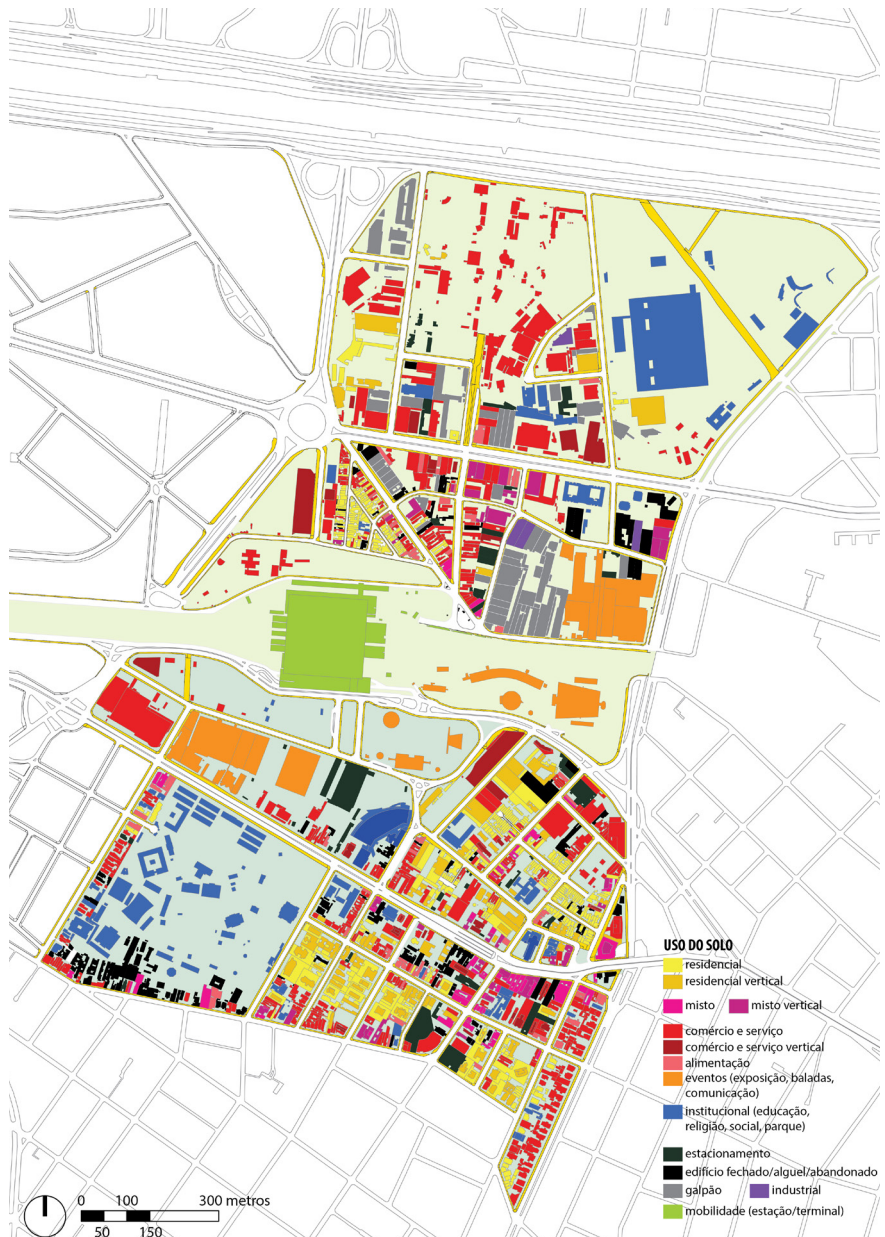 USO DO SOLO
residencial
residencial vertical
misto misto vertical
comércio e serviço
comércio e serviço vertical
alimentação
eventos (exposição, baladas,
comunicação)
institucional (educação,
religião, social, parque)
estacionamento
edifício fechado/alguel/abandonado
galpão industrial
mobilidade (estação/terminal)
0 100 300 metros
50 150